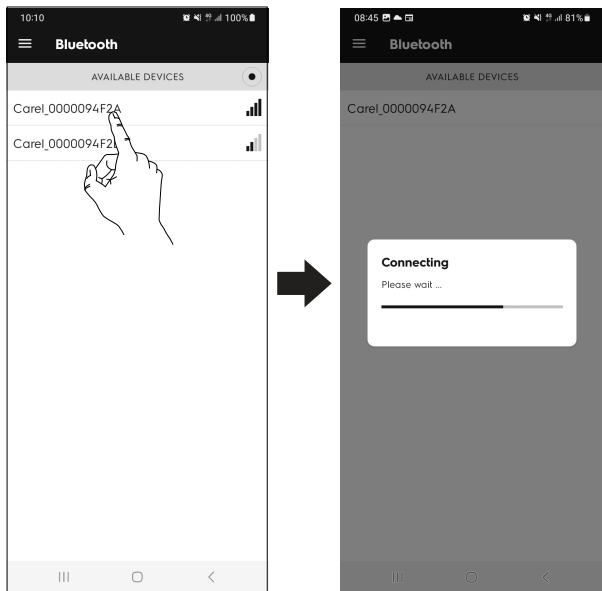 10:10 100%
Bluetooth
AVAILABLE DEVICES
Carel_0000094F2A
Carel_0000094F2
08:45 81%
Bluetooth
AVAILABLE DEVICES
Carel_0000094F2A
Connecting
Please wait ...